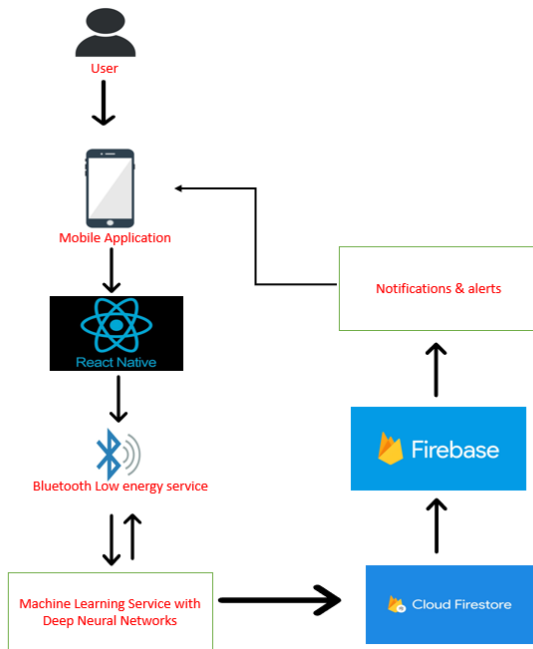 User
Mobile Application
React Native
Bluetooth Low energy service
Machine Learning Service with
Deep Neural Networks
Cloud Firestore
Firebase
Notifications & alerts